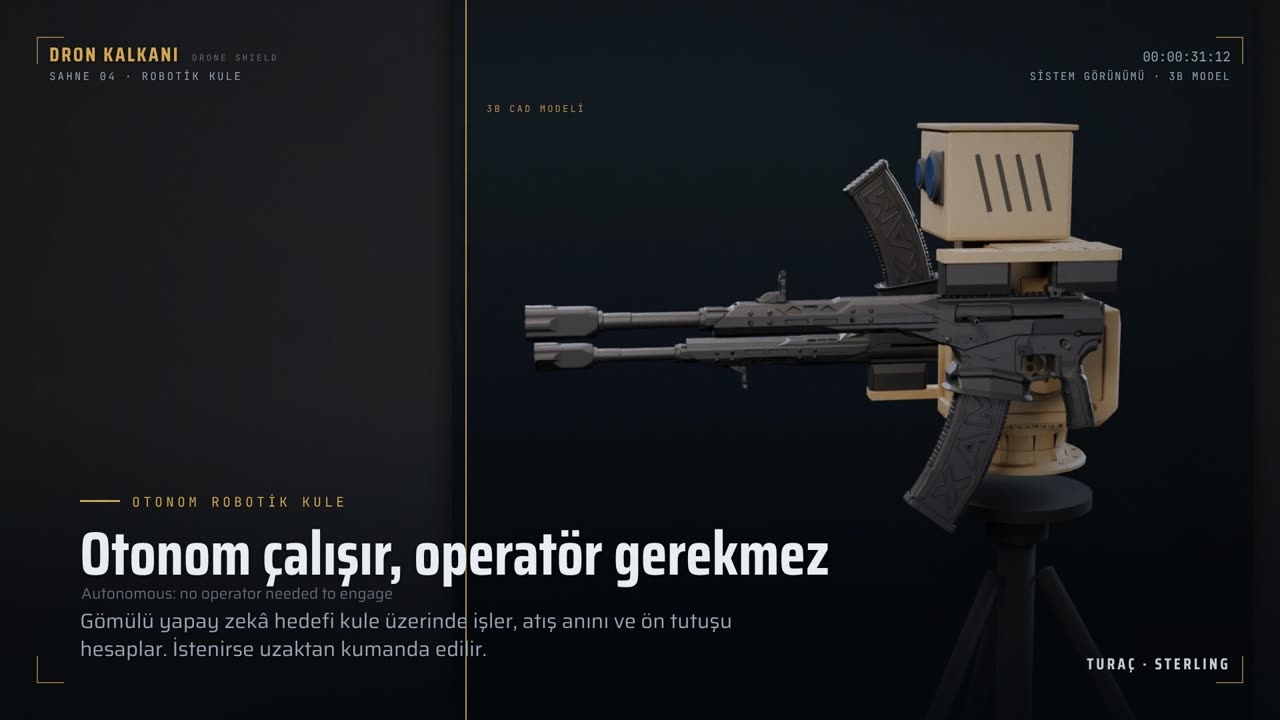 DRON KALKANI DRONE SHIELD
SAHNE 04 · ROBOTİK KULE
00:00:31:12
SİSTEM GÖRÜNÜMÜ · 3B MODEL
3B CAD MODELİ
OTONOM ROBOTİK KULE
Otonom çalışır, operatör gerekmez
Autonomous: no operator needed to engage
Gömülü yapay zekâ hedefi kule üzerinde işler, atış anını ve ön tutuşu
hesaplar. İstenirse uzaktan kumanda edilir.
TURAÇ · STERLING